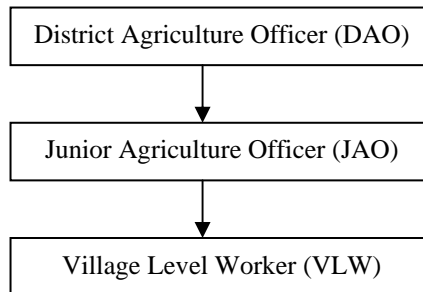 District Agriculture Officer (DAO)
Junior Agriculture Officer (JAO)
Village Level Worker (VLW)